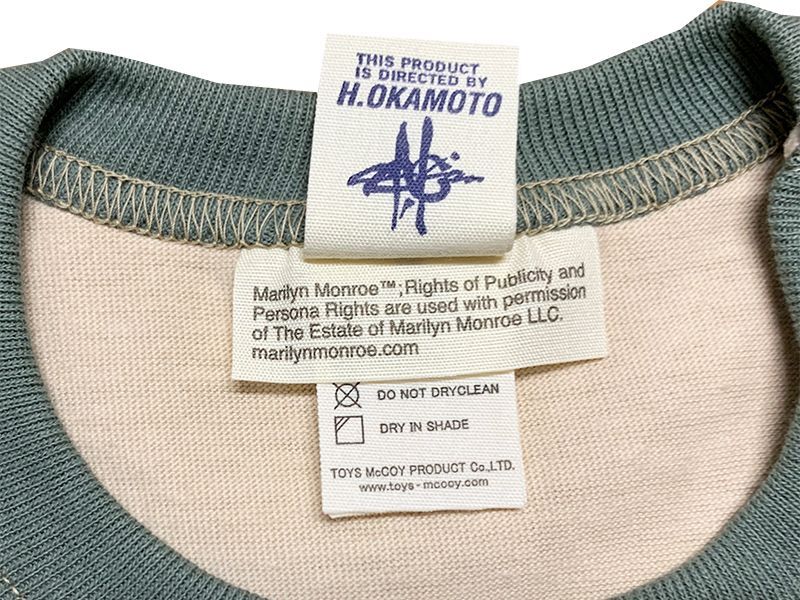 THIS PRODUCT
IS DIRECTED BY
H.OKAMOTO
Marilyn Monroe™;Rights of Publicity and
Persona Rights are used with permission
of The Estate of Marilyn Monroe LLC.
marilynmonroe.com
DO NOT DRYCLEAN
DRY IN SHADE
TOYS McCOY PRODUCT Co.,LTD.
www.toys-mccoy.com